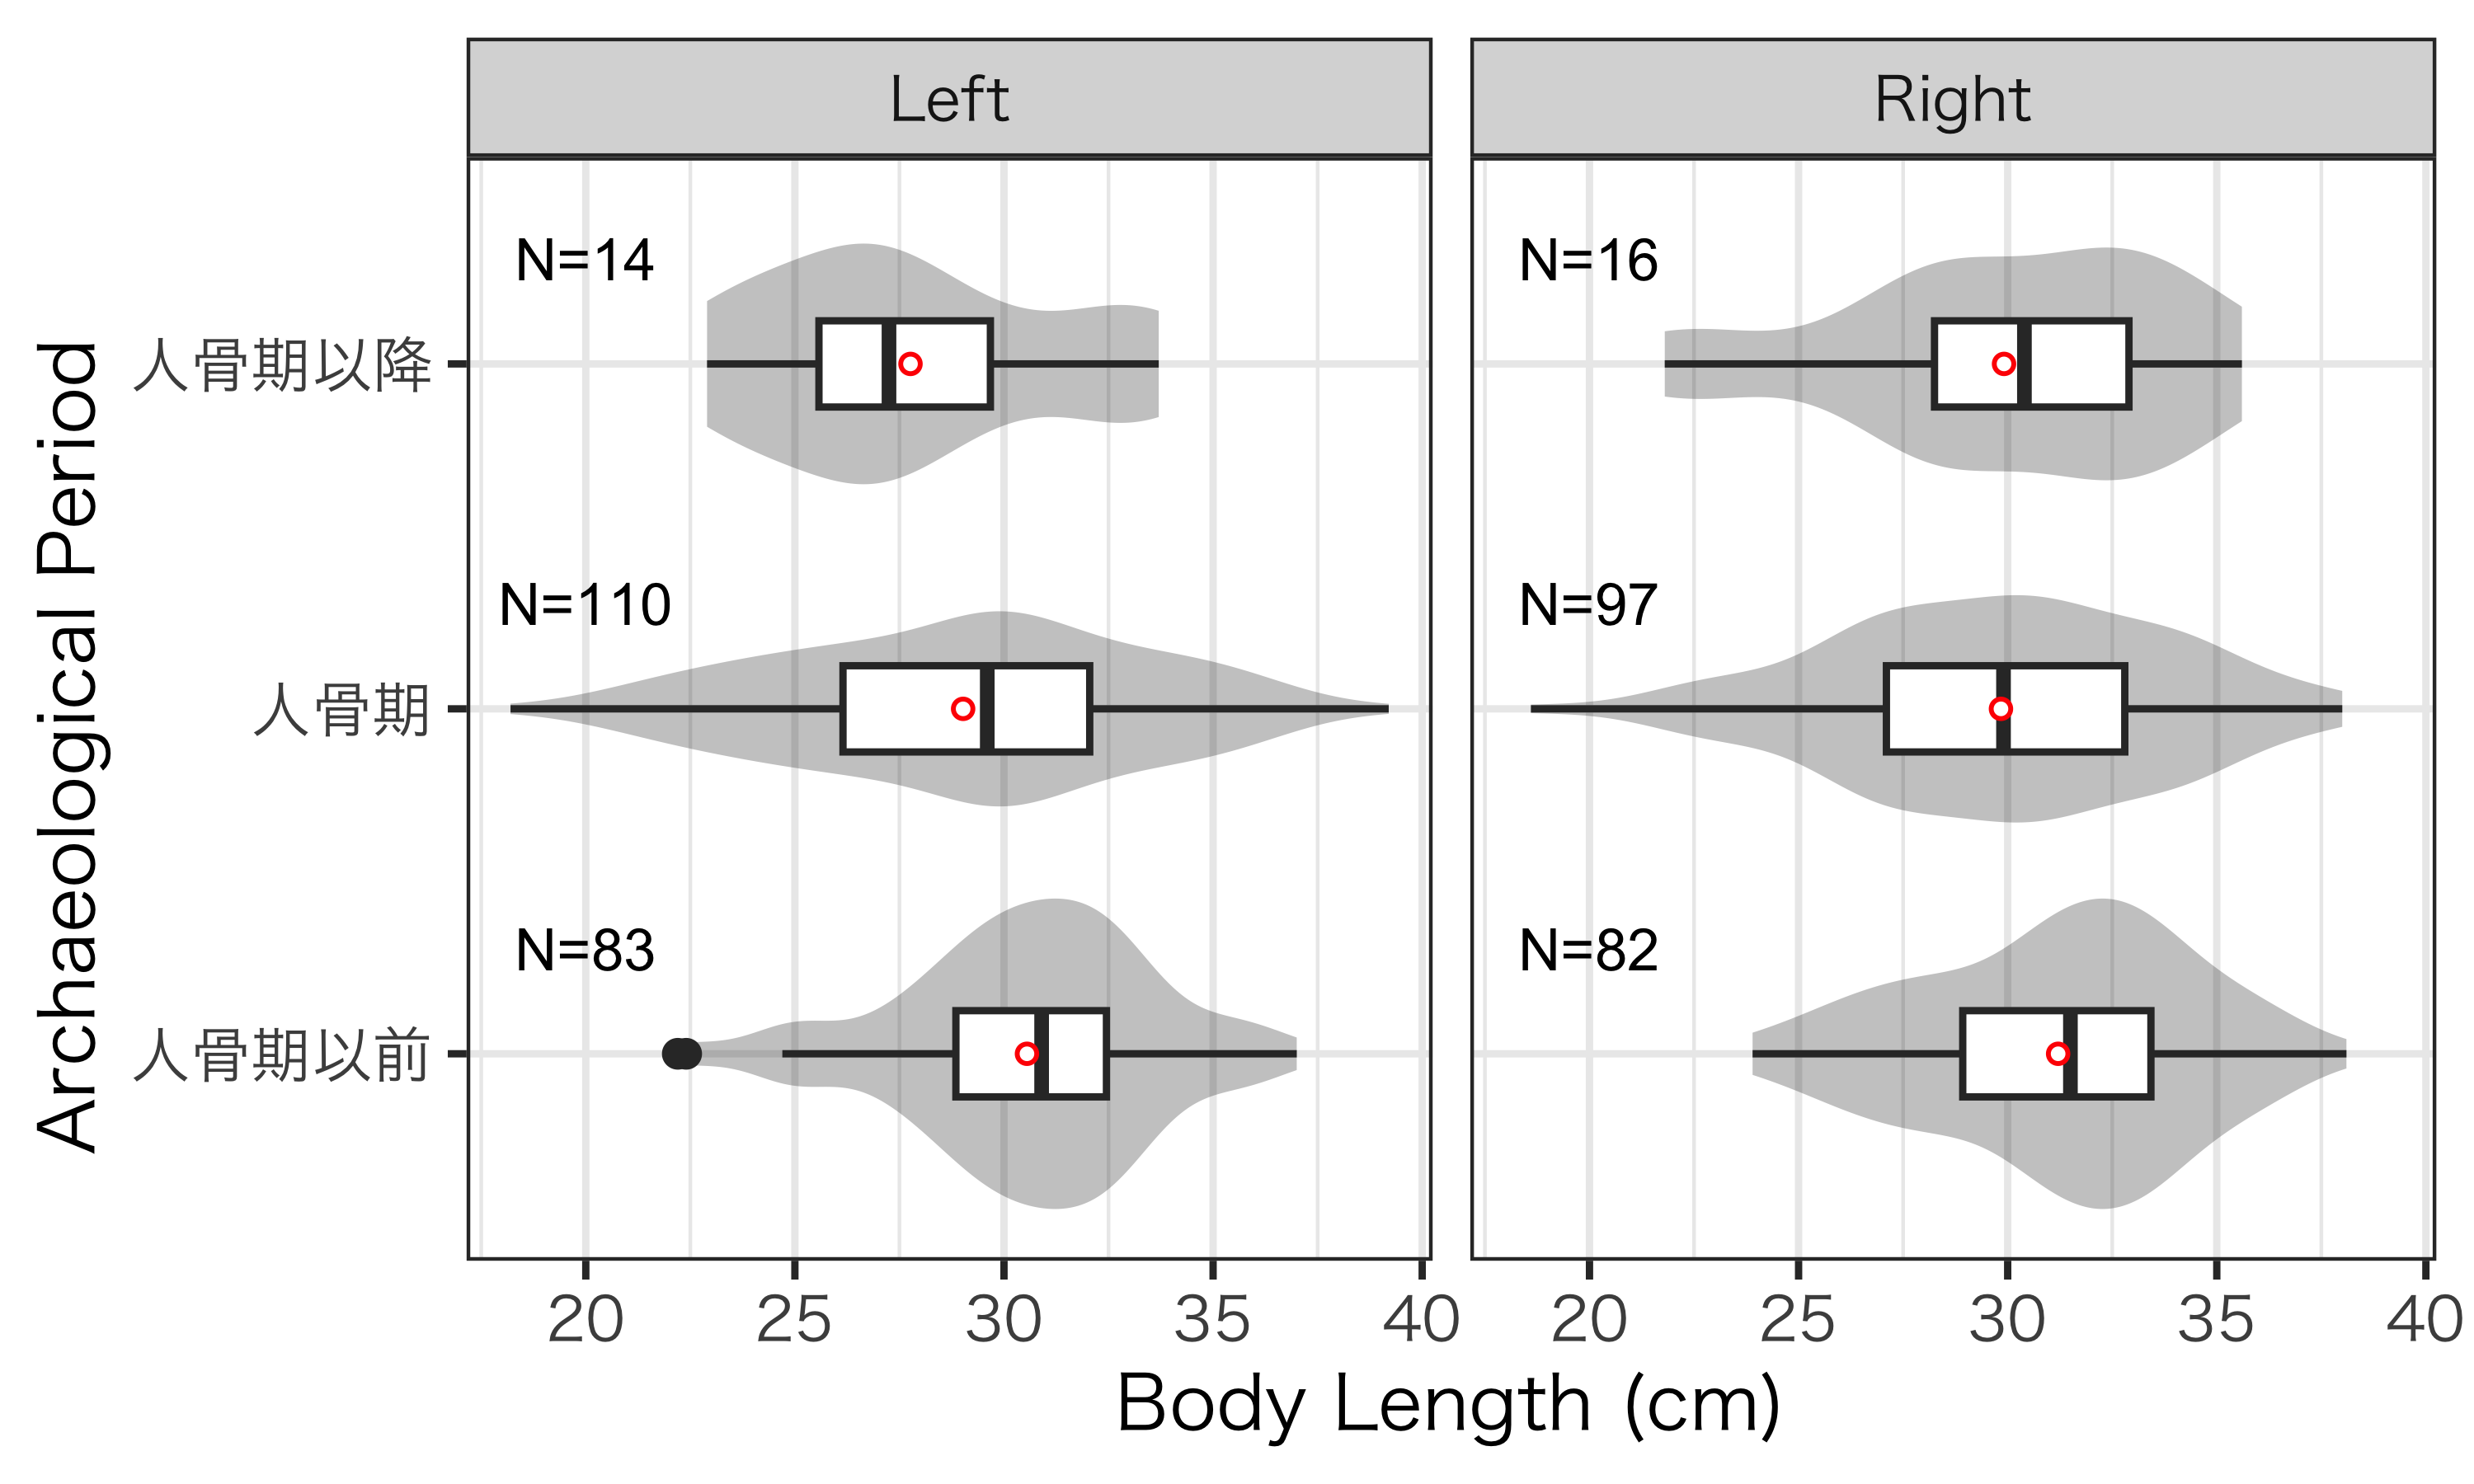 Left
Right
Archaeological Period
人骨期以降
N=14
N=16
人骨期
N=110
N=97
人骨期以前
N=83
N=82
20 25 30 35 40 20 25 30 35 40
Body Length (cm)